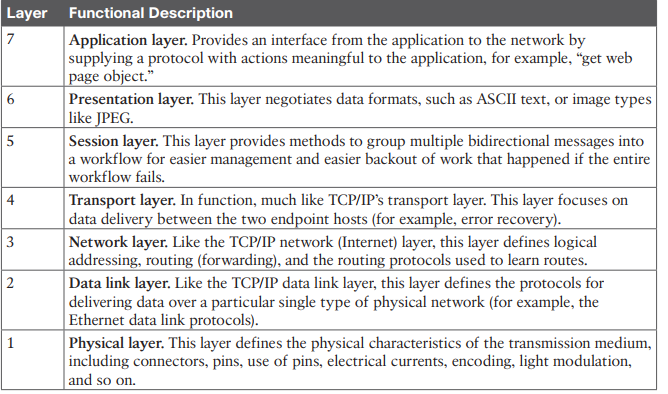 Layer Functional Description
7 Application layer. Provides an interface from the application to the network by
supplying a protocol with actions meaningful to the application, for example, “get web
page object.”
6 Presentation layer. This layer negotiates data formats, such as ASCII text, or image types
like JPEG.
5 Session layer. This layer provides methods to group multiple bidirectional messages into
a workflow for easier management and easier backout of work that happened if the entire
workflow fails.
4 Transport layer. In function, much like TCP/IP’s transport layer. This layer focuses on
data delivery between the two endpoint hosts (for example, error recovery).
3 Network layer. Like the TCP/IP network (Internet) layer, this layer defines logical
addressing, routing (forwarding), and the routing protocols used to learn routes.
2 Data link layer. Like the TCP/IP data link layer, this layer defines the protocols for
delivering data over a particular single type of physical network (for example, the
Ethernet data link protocols).
1 Physical layer. This layer defines the physical characteristics of the transmission medium,
including connectors, pins, use of pins, electrical currents, encoding, light modulation,
and so on.